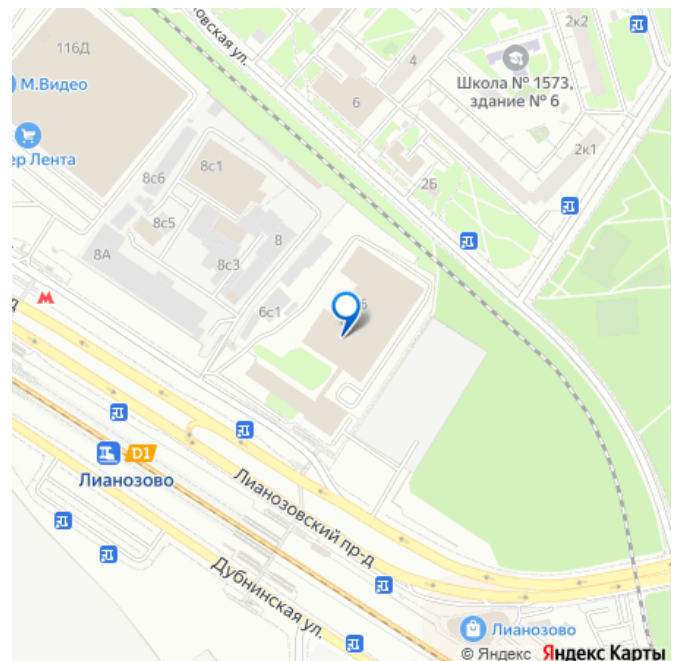 2к2
116Д
овская ул.
4
Школа № 1573,
здание № 6
М.Видео
6
ер Лента
2к1
8с1
8с6
2Б
8с5
8
8А
8с3
6
М
д
6с1
D1
Лианозово
Лианозовский пр-д
Дубнинская ул.
Лианозово
© Яндекс Яндекс Карты